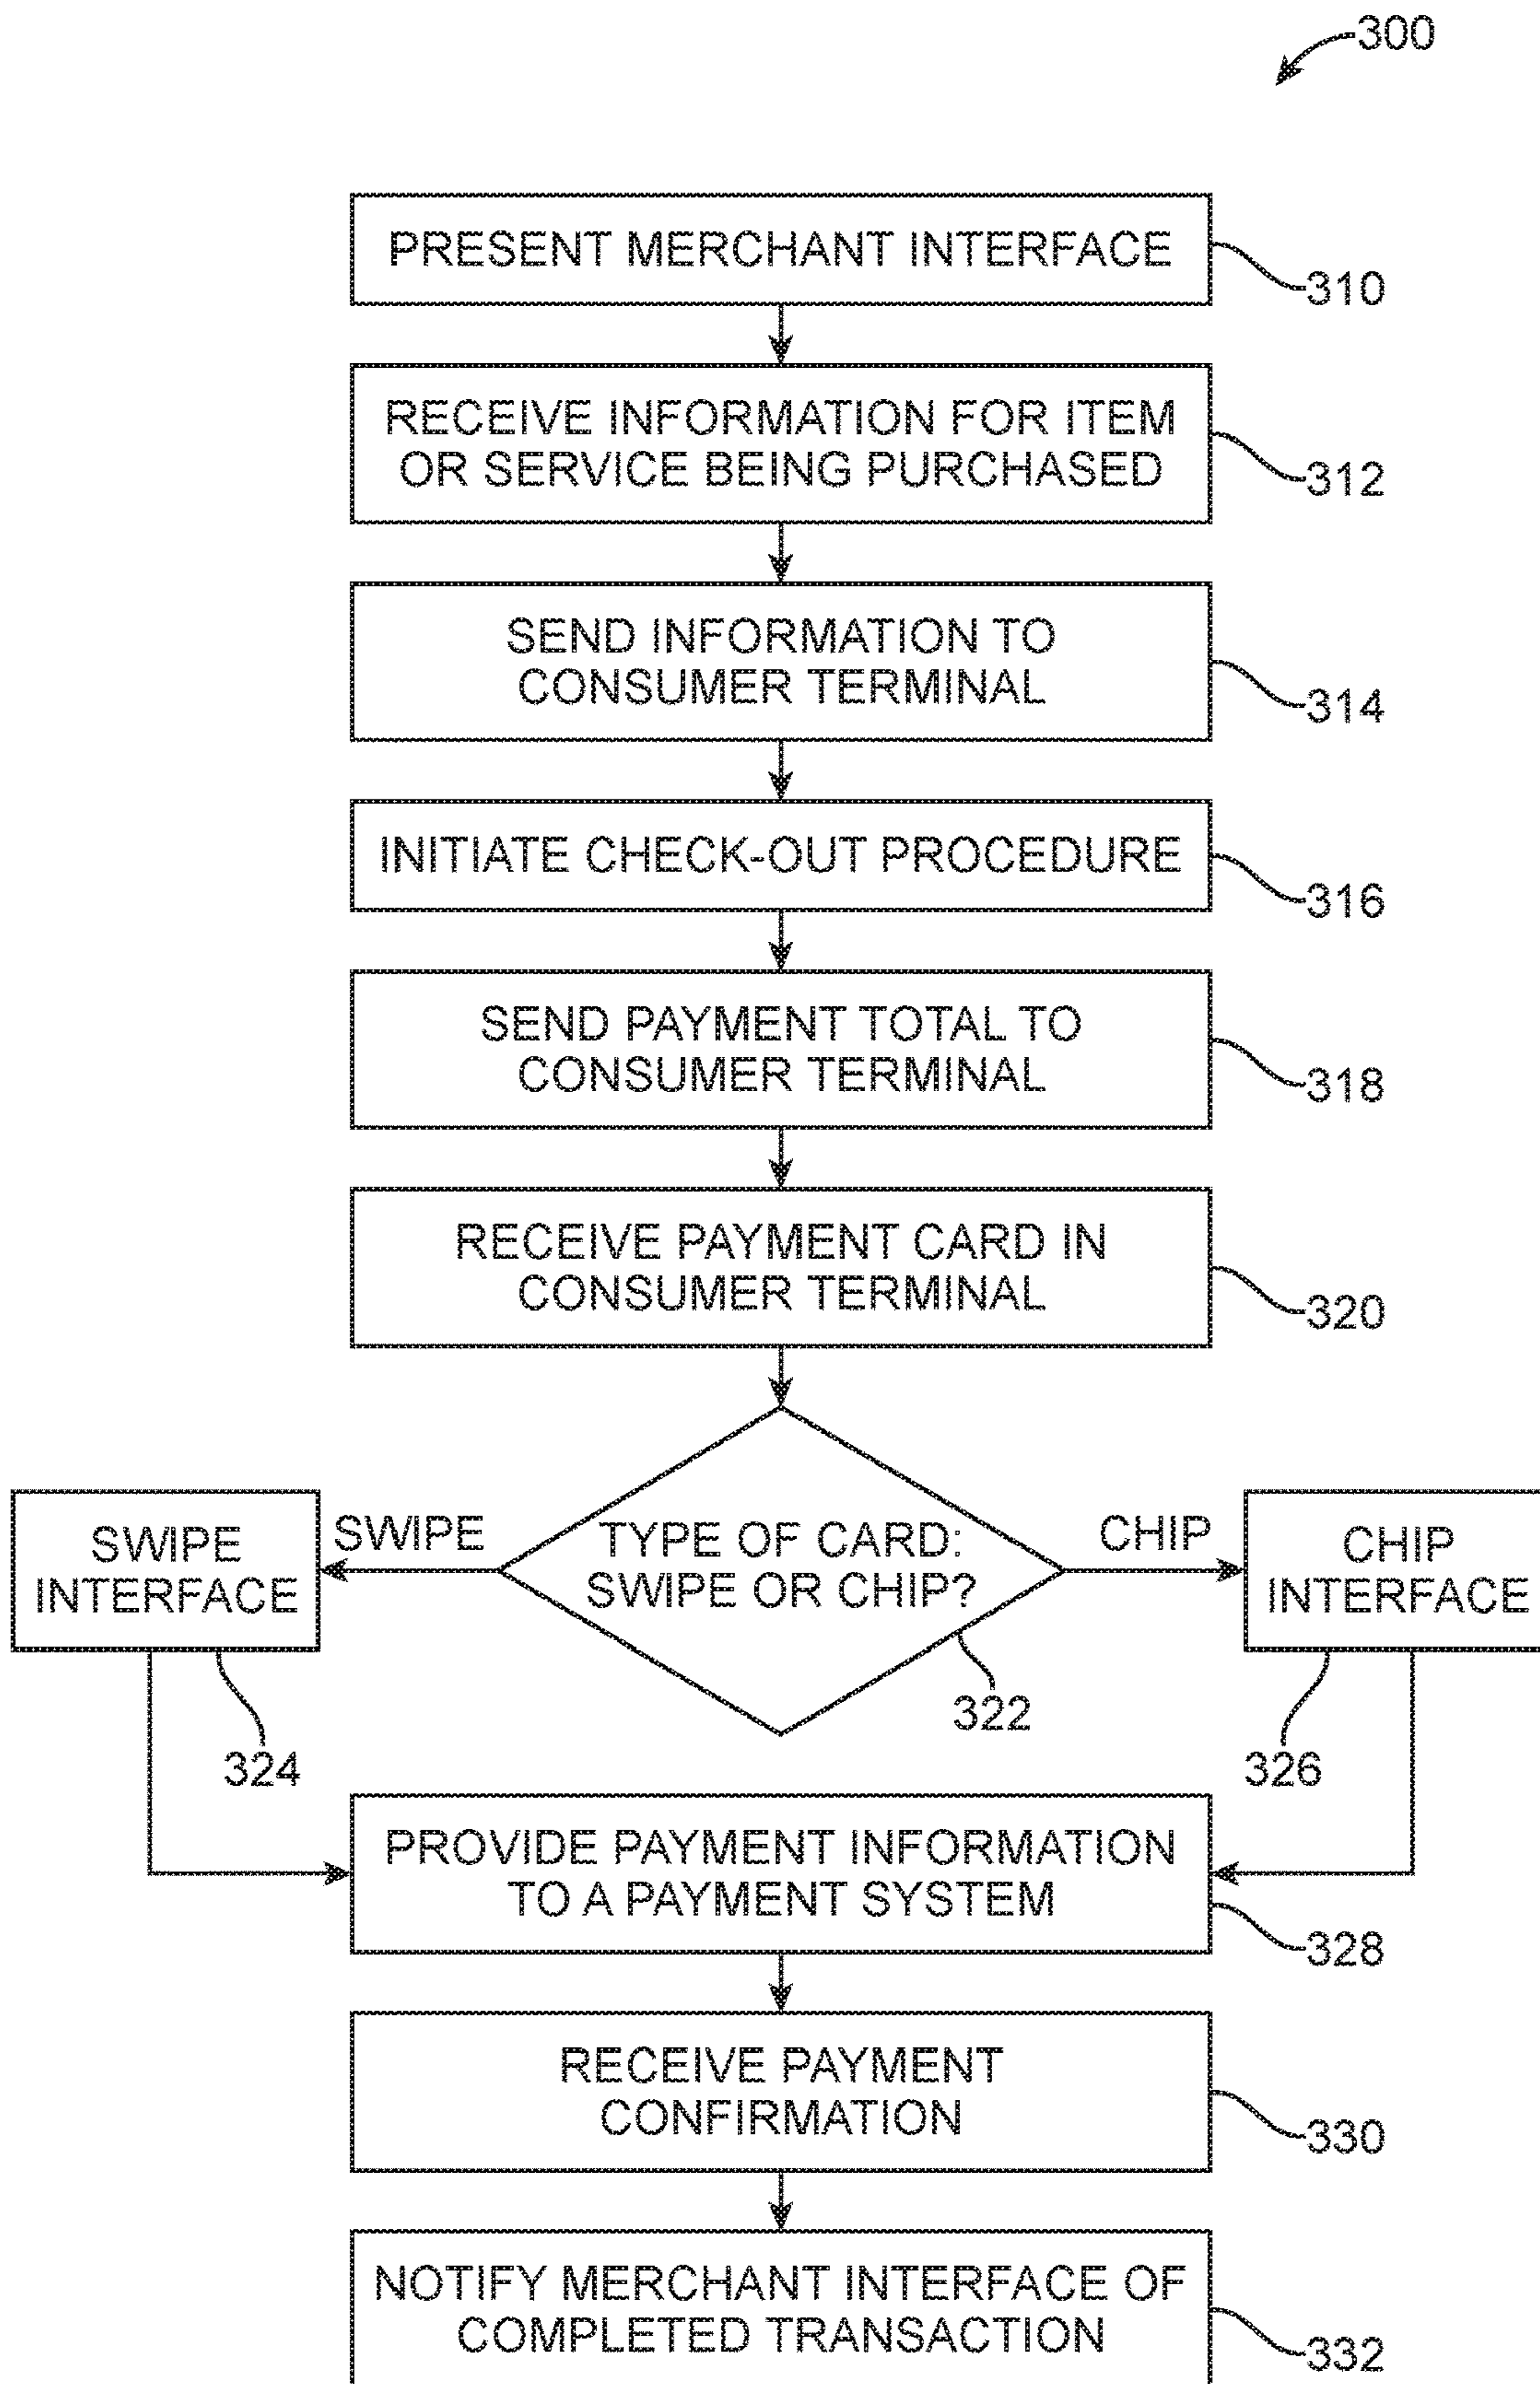 300
PRESENT MERCHANT INTERFACE
310
RECEIVE INFORMATION FOR ITEM
OR SERVICE BEING PURCHASED
312
SEND INFORMATION TO
CONSUMER TERMINAL
314
INITIATE CHECK-OUT PROCEDURE
316
SEND PAYMENT TOTAL TO
CONSUMER TERMINAL
318
RECEIVE PAYMENT CARD IN
CONSUMER TERMINAL
320
SWIPE
INTERFACE
324
SWIPE
TYPE OF CARD:
SWIPE OR CHIP?
322
CHIP
CHIP
INTERFACE
326
PROVIDE PAYMENT INFORMATION
TO A PAYMENT SYSTEM
328
RECEIVE PAYMENT
CONFIRMATION
330
NOTIFY MERCHANT INTERFACE OF
COMPLETED TRANSACTION
332